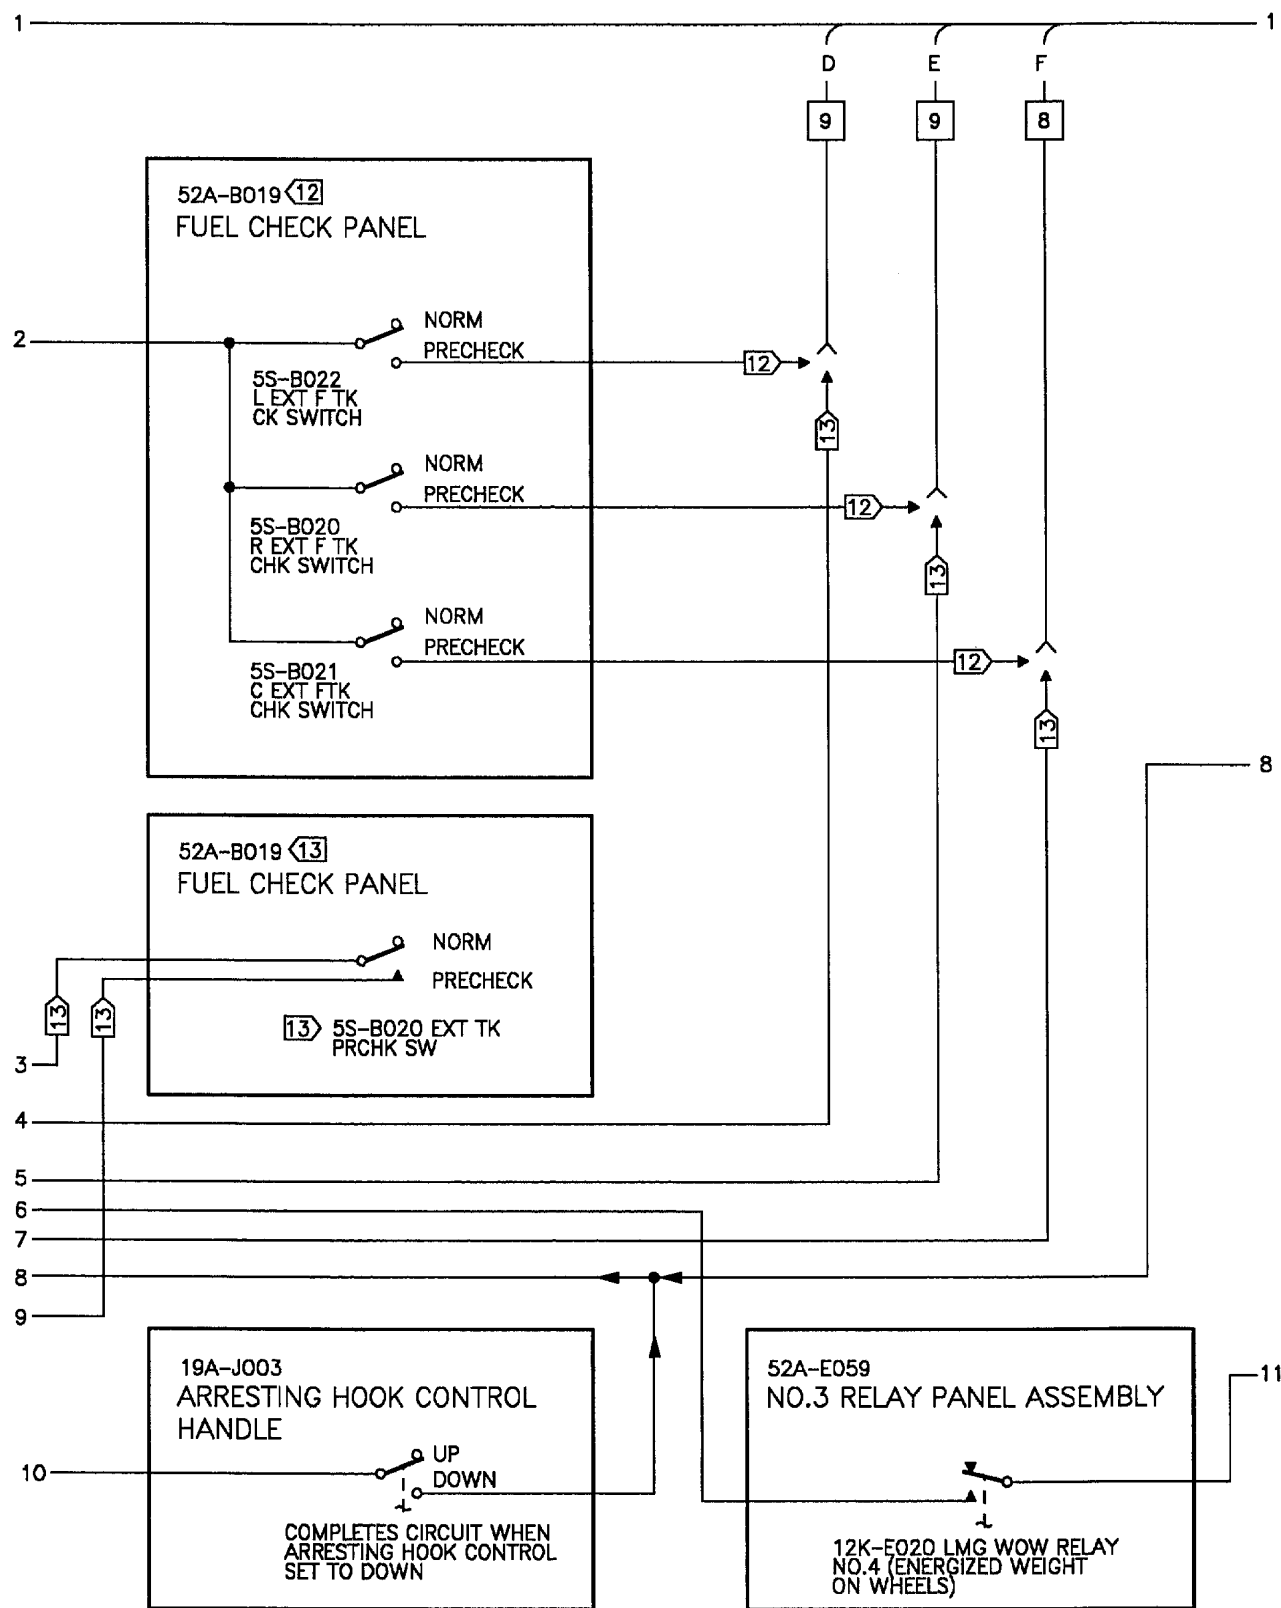 1 1
D E F
9 9 8
52A-B019 12
FUEL CHECK PANEL
NORM
2
PRECHECK
12
5S-B022
L EXT F TK
CK SWITCH
13
NORM
PRECHECK
12
5S-B020
R EXT F TK
CHK SWITCH
13
NORM
PRECHECK
12
5S-B021
C EXT FTK
CHK SWITCH
13
8
52A-B019 13
FUEL CHECK PANEL
NORM
PRECHECK
13 13
13 5S-B020 EXT TK
PRCHK SW
3
4
5
6
7
8
9
19A-J003
ARRESTING HOOK CONTROL
HANDLE
UP
10
DOWN
COMPLETES CIRCUIT WHEN
ARRESTING HOOK CONTROL
SET TO DOWN
52A-E059
11
NO.3 RELAY PANEL ASSEMBLY
12K-E020 LMG WOW RELAY
NO.4 (ENERGIZED WEIGHT
ON WHEELS)